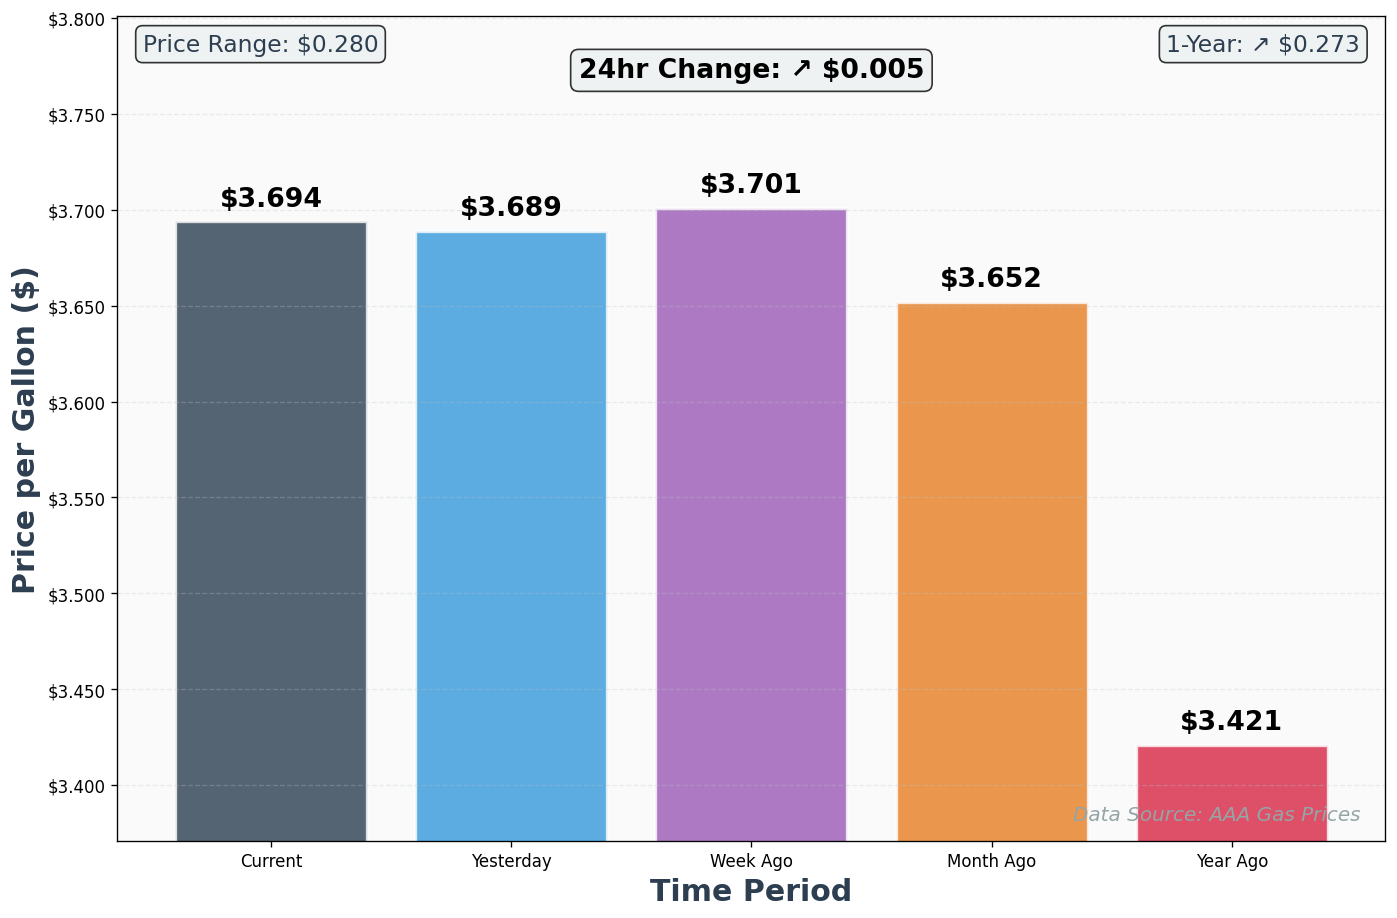 $3.800
Price Range: $0.280
24hr Change: ↗ $0.005
1-Year: ↗ $0.273
$3.750
$3.700
$3.650
$3.600
$3.550
$3.500
$3.450
$3.400
Price per Gallon ($)
$3.694
$3.689
$3.701
$3.652
$3.421
Data Source: AAA Gas Prices
Current
Yesterday
Week Ago
Month Ago
Year Ago
Time Period